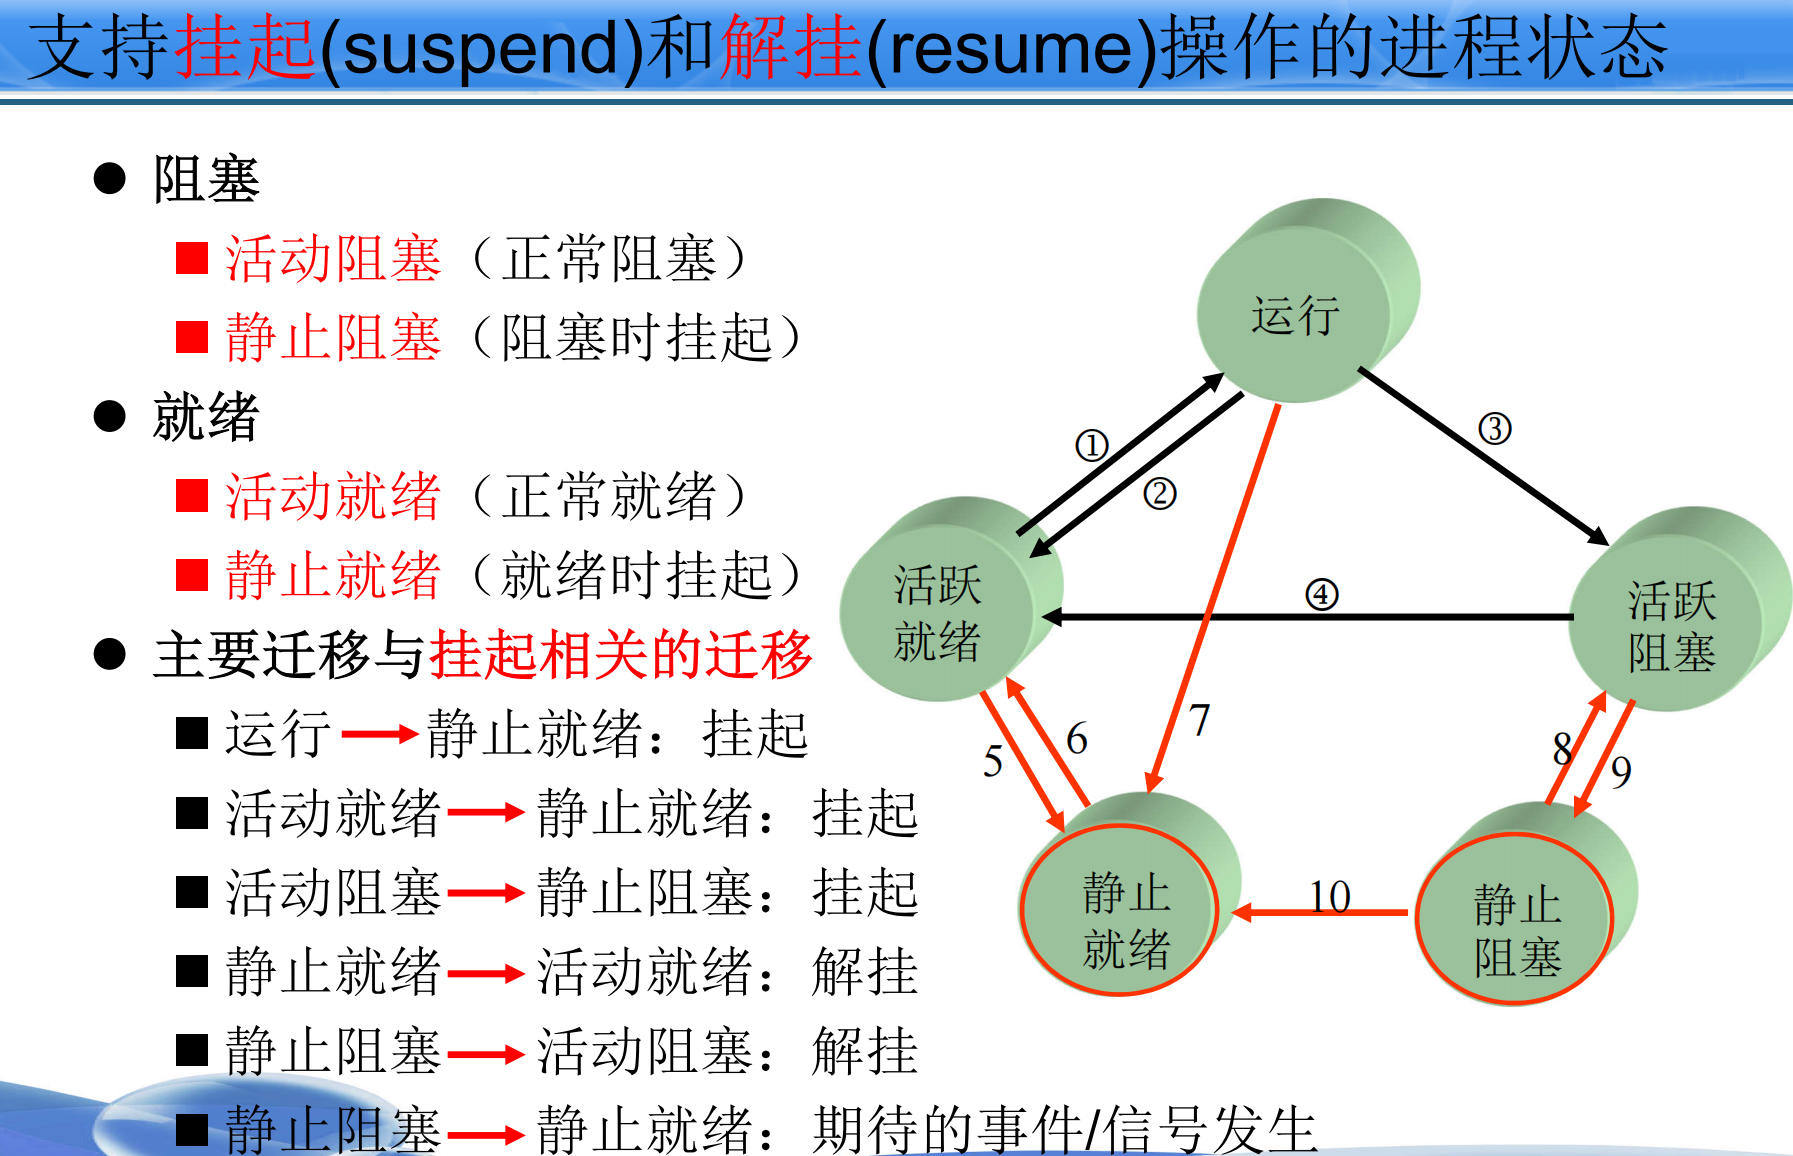 支持挂起(suspend)和解挂(resume)操作的进程状态
● 阻塞
■ 活动阻塞（正常阻塞）
■ 静止阻塞（阻塞时挂起）
● 就绪
■ 活动就绪（正常就绪）
■ 静止就绪（就绪时挂起）
● 主要迁移与挂起相关的迁移
■ 运行→静止就绪：挂起
■ 活动就绪→静止就绪：挂起
■ 活动阻塞→静止阻塞：挂起
■ 静止就绪→活动就绪：解挂
■ 静止阻塞→活动阻塞：解挂
■ 静止阻塞→静止就绪：期待的事件/信号发生
运行
①
②
③
活跃
就绪
④
活跃
阻塞
5
6
7
8
9
静止
就绪
10
静止
阻塞